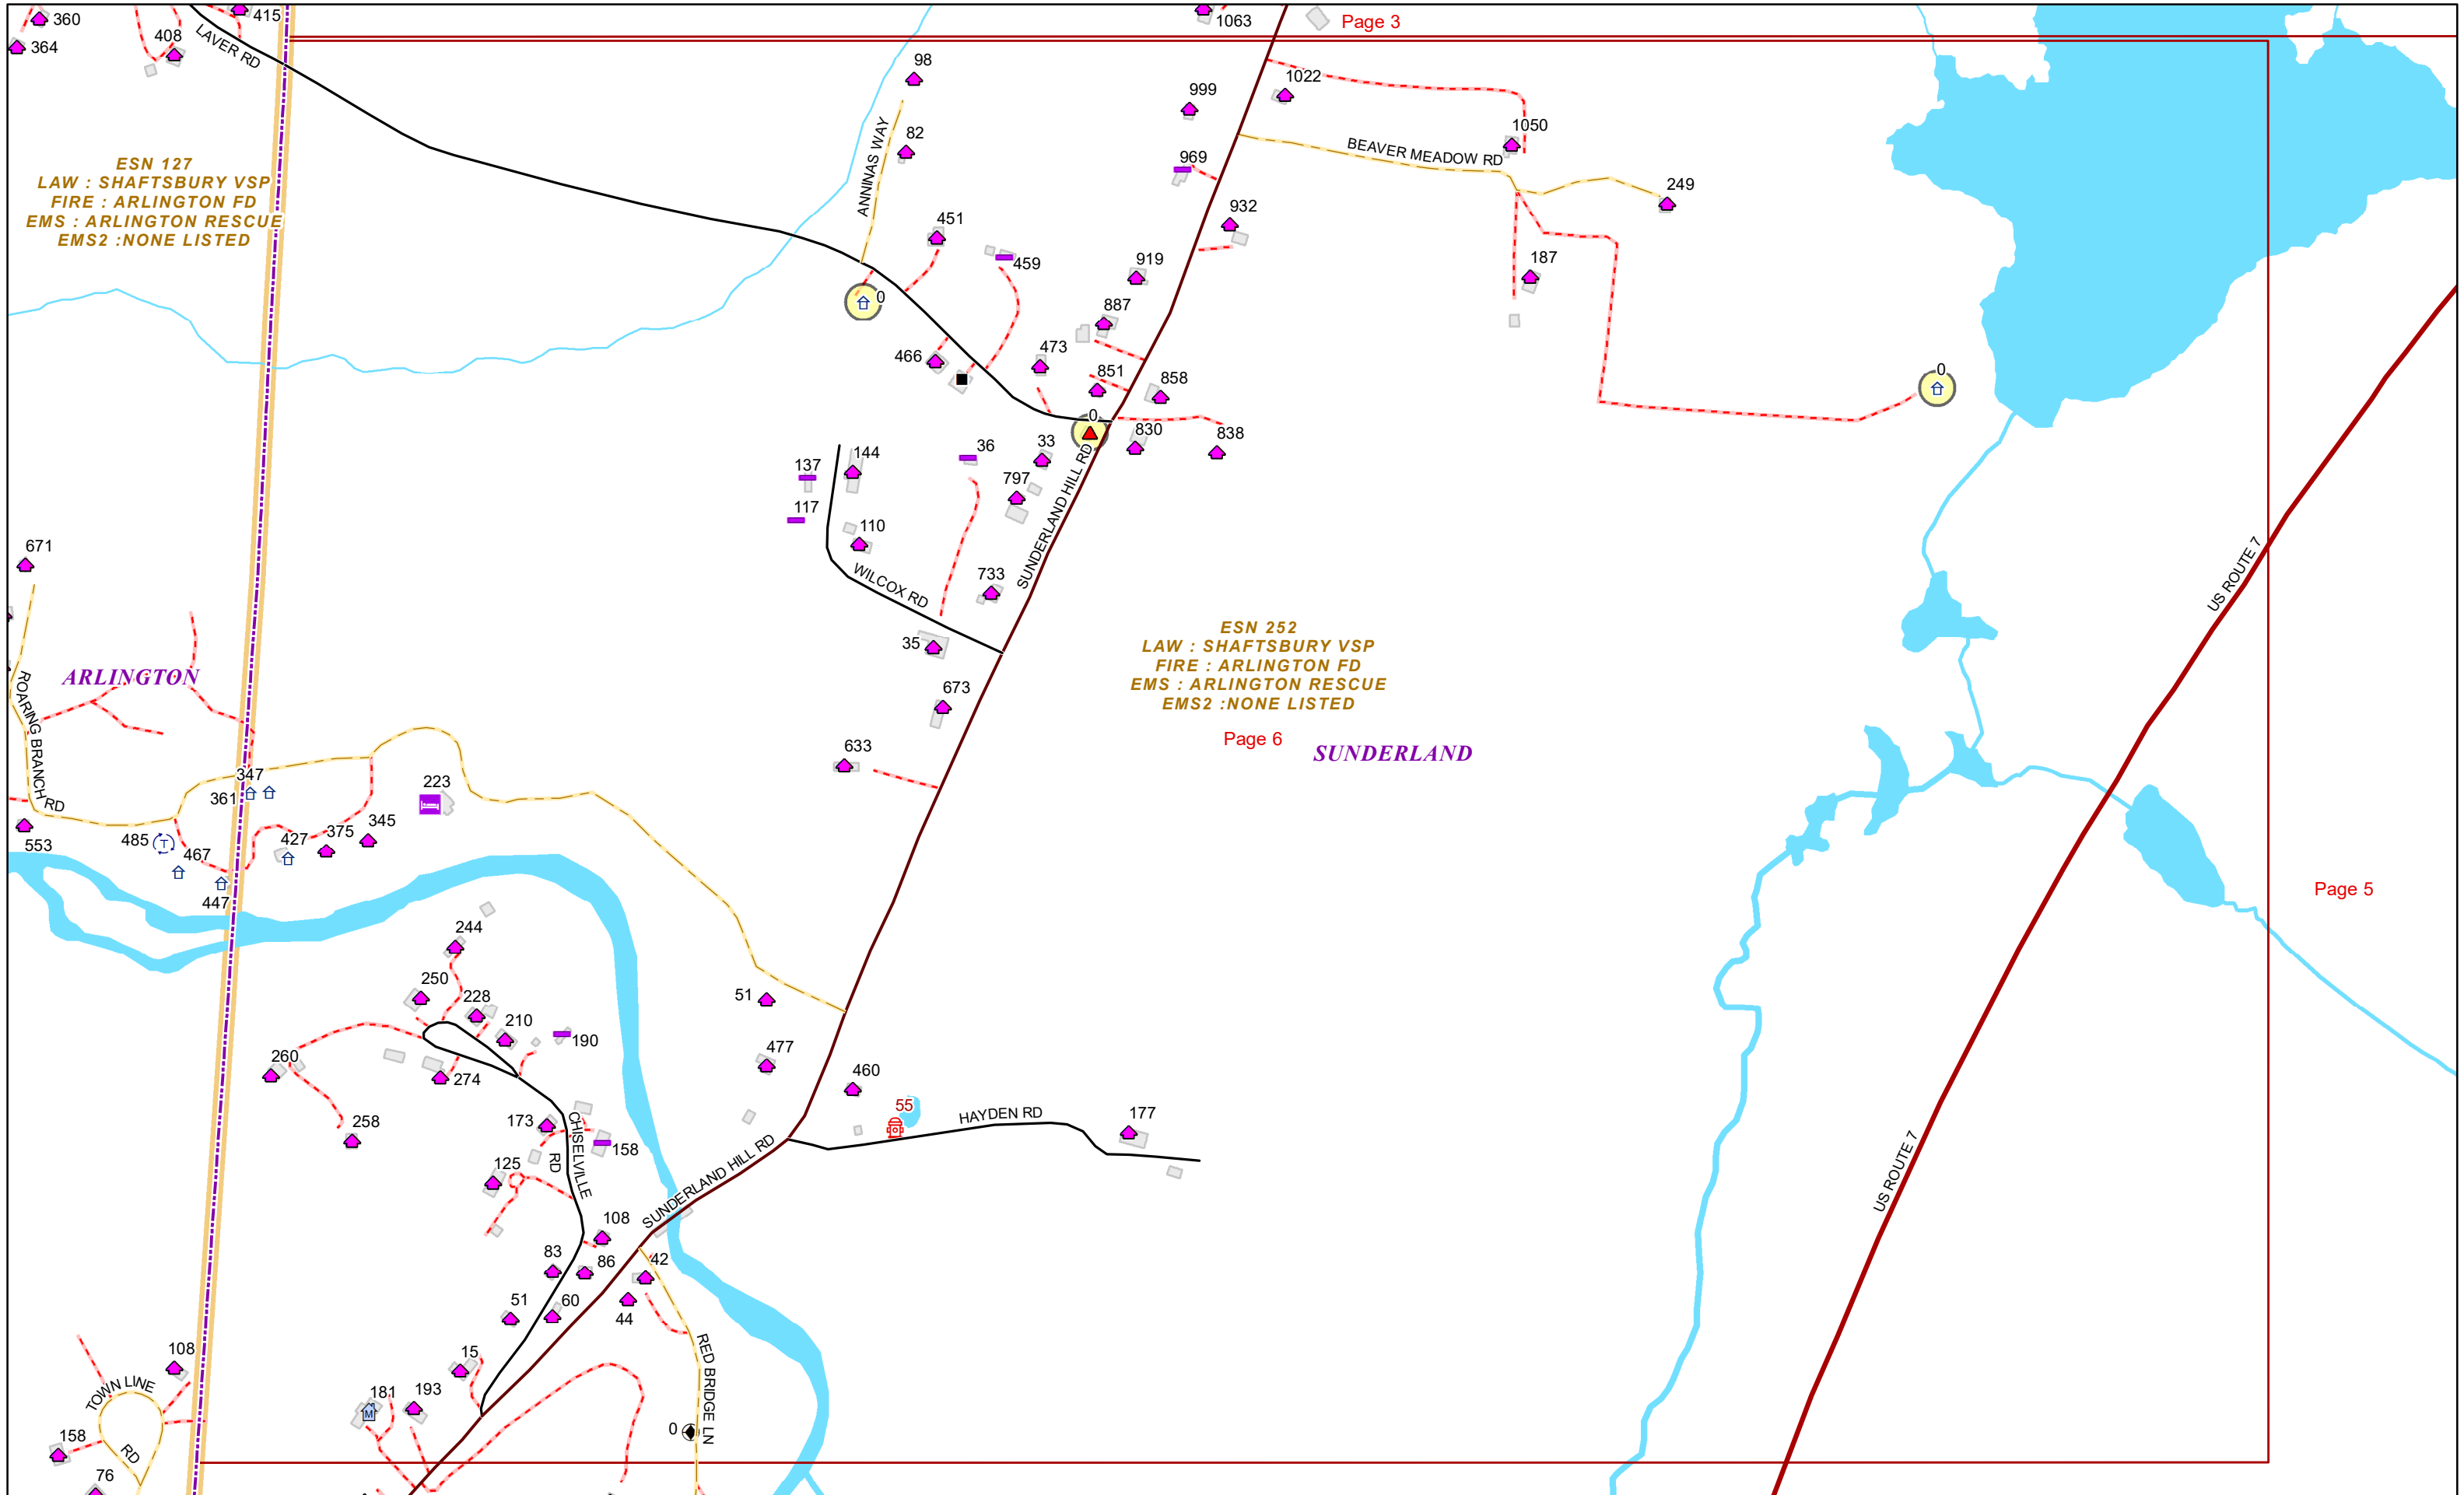 360
364
415
408
LAVER RD
1063
Page 3
98
999
1022
82
ANNINAS WAY
1050
BEAVER MEADOW RD
969
249
ESN 127
LAW : SHAFTSBURY VSP
FIRE : ARLINGTON FD
EMS : ARLINGTON RESCUE
EMS2 :NONE LISTED
451
932
459
919
187
0
887
466
473
851
858
0
0
830
838
33
36
144
137
797
117
110
SUNDERLAND HILL RD
671
WILCOX RD
733
US ROUTE 7
35
ESN 252
LAW : SHAFTSBURY VSP
FIRE : ARLINGTON FD
EMS : ARLINGTON RESCUE
EMS2 :NONE LISTED
ARLINGTON
ROARING BRANCH
RD
673
Page 6
SUNDERLAND
633
347
361
223
345
375
427
485
T
467
553
447
Page 5
244
250
228
51
210
190
477
260
274
460
55
HAYDEN RD
177
173
CHISELVILLE
RD
258
158
125
SUNDERLAND HILL RD
US ROUTE 7
108
83
86
42
51
60
44
108
15
RED BRIDGE LN
TOWN LINE
RD
181
M
193
0
158
76